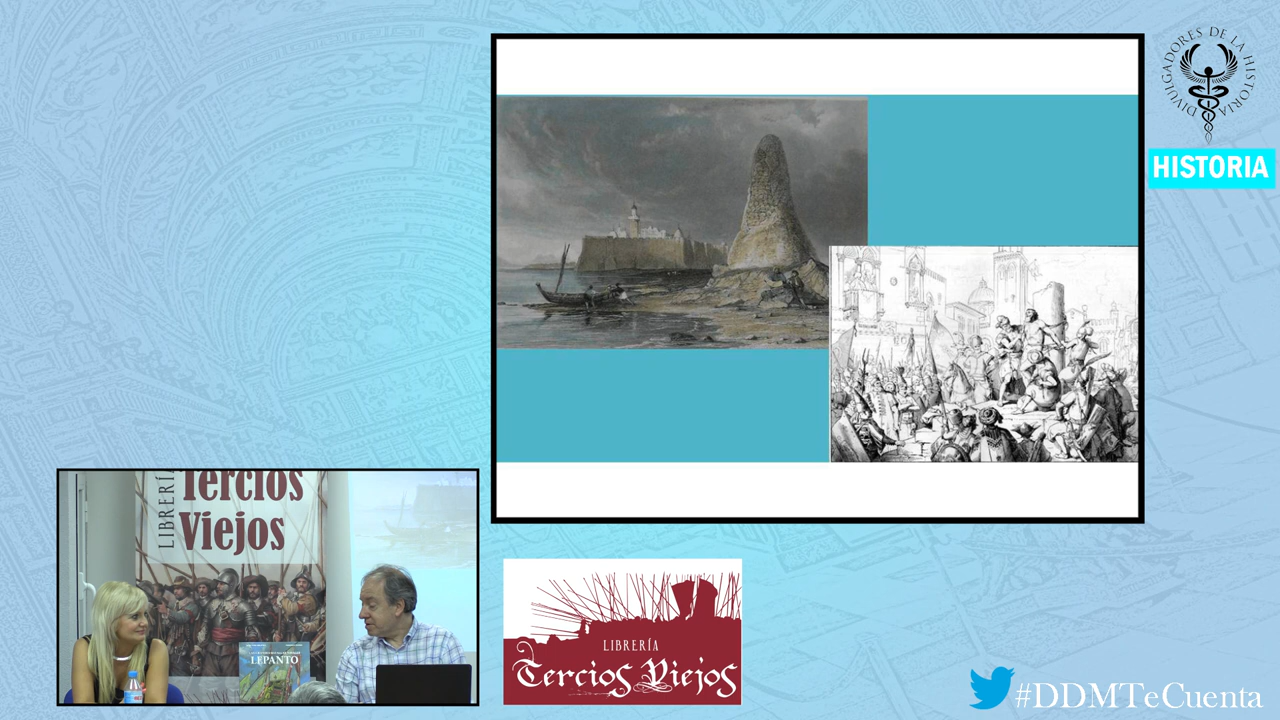 DIVULGADORES DE LA HISTORIA
HISTORIA
LIBRERÍA
Tercios
Viejos
LEPANTO
LIBRERÍA
Tercios Viejos
#DDMTeCuenta